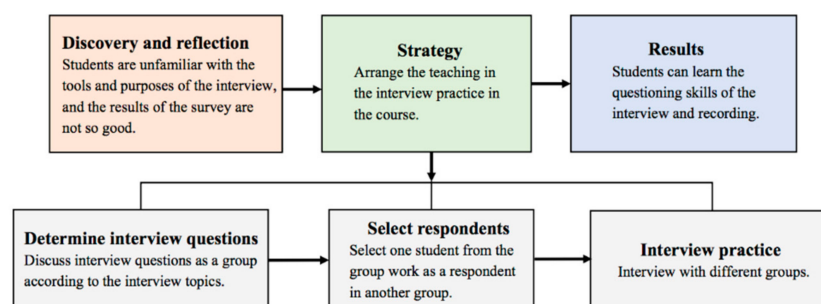 Discovery and reflection
Students are unfamiliar with the
tools and purposes of the interview,
and the results of the survey are
not so good.
Strategy
Arrange the teaching in
the interview practice in
the course.
Results
Students can learn the
questioning skills of the
interview and recording.
Determine interview questions
Discuss interview questions as a group
according to the interview topics.
Select respondents
Select one student from the
group work as a respondent
in another group.
Interview practice
Interview with different groups.